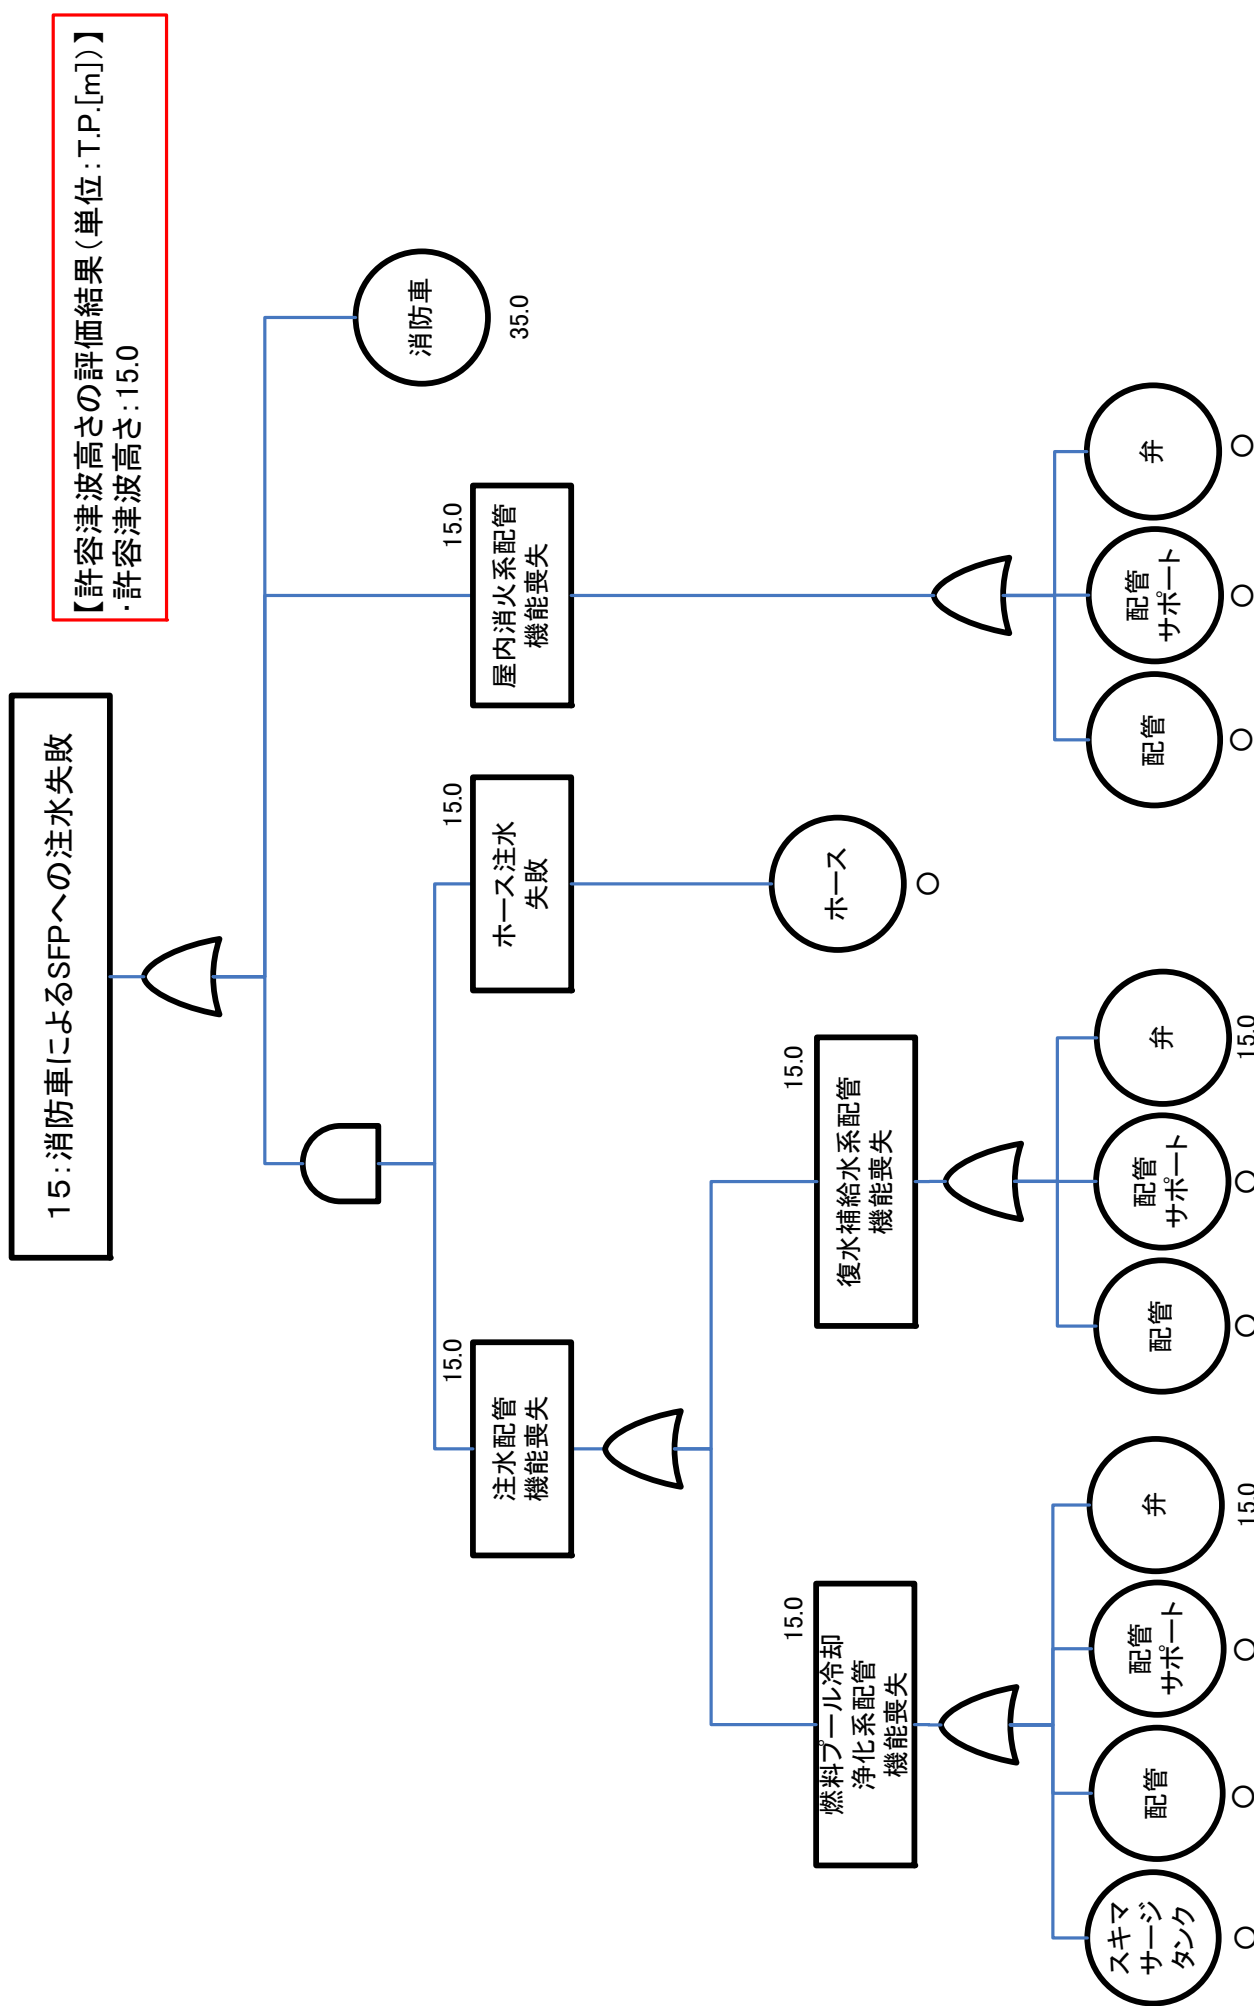 15:消防車によるSFPへの注水失敗
【許容津波高さの評価結果(単位:T.P.[m])】
・許容津波高さ:15.0
消防車
35.0
15.0
注水配管
機能喪失
15.0
ホース注水
失敗
15.0
屋内消火系配管
機能喪失
ホース
○
15.0
燃料プール冷却
浄化系配管
機能喪失
15.0
復水補給水系配管
機能喪失
スキマ
サージ
タンク
○
配管
○
配管
サポート
○
弁
15.0
配管
○
配管
サポート
○
弁
15.0
配管
○
配管
サポート
○
弁
○